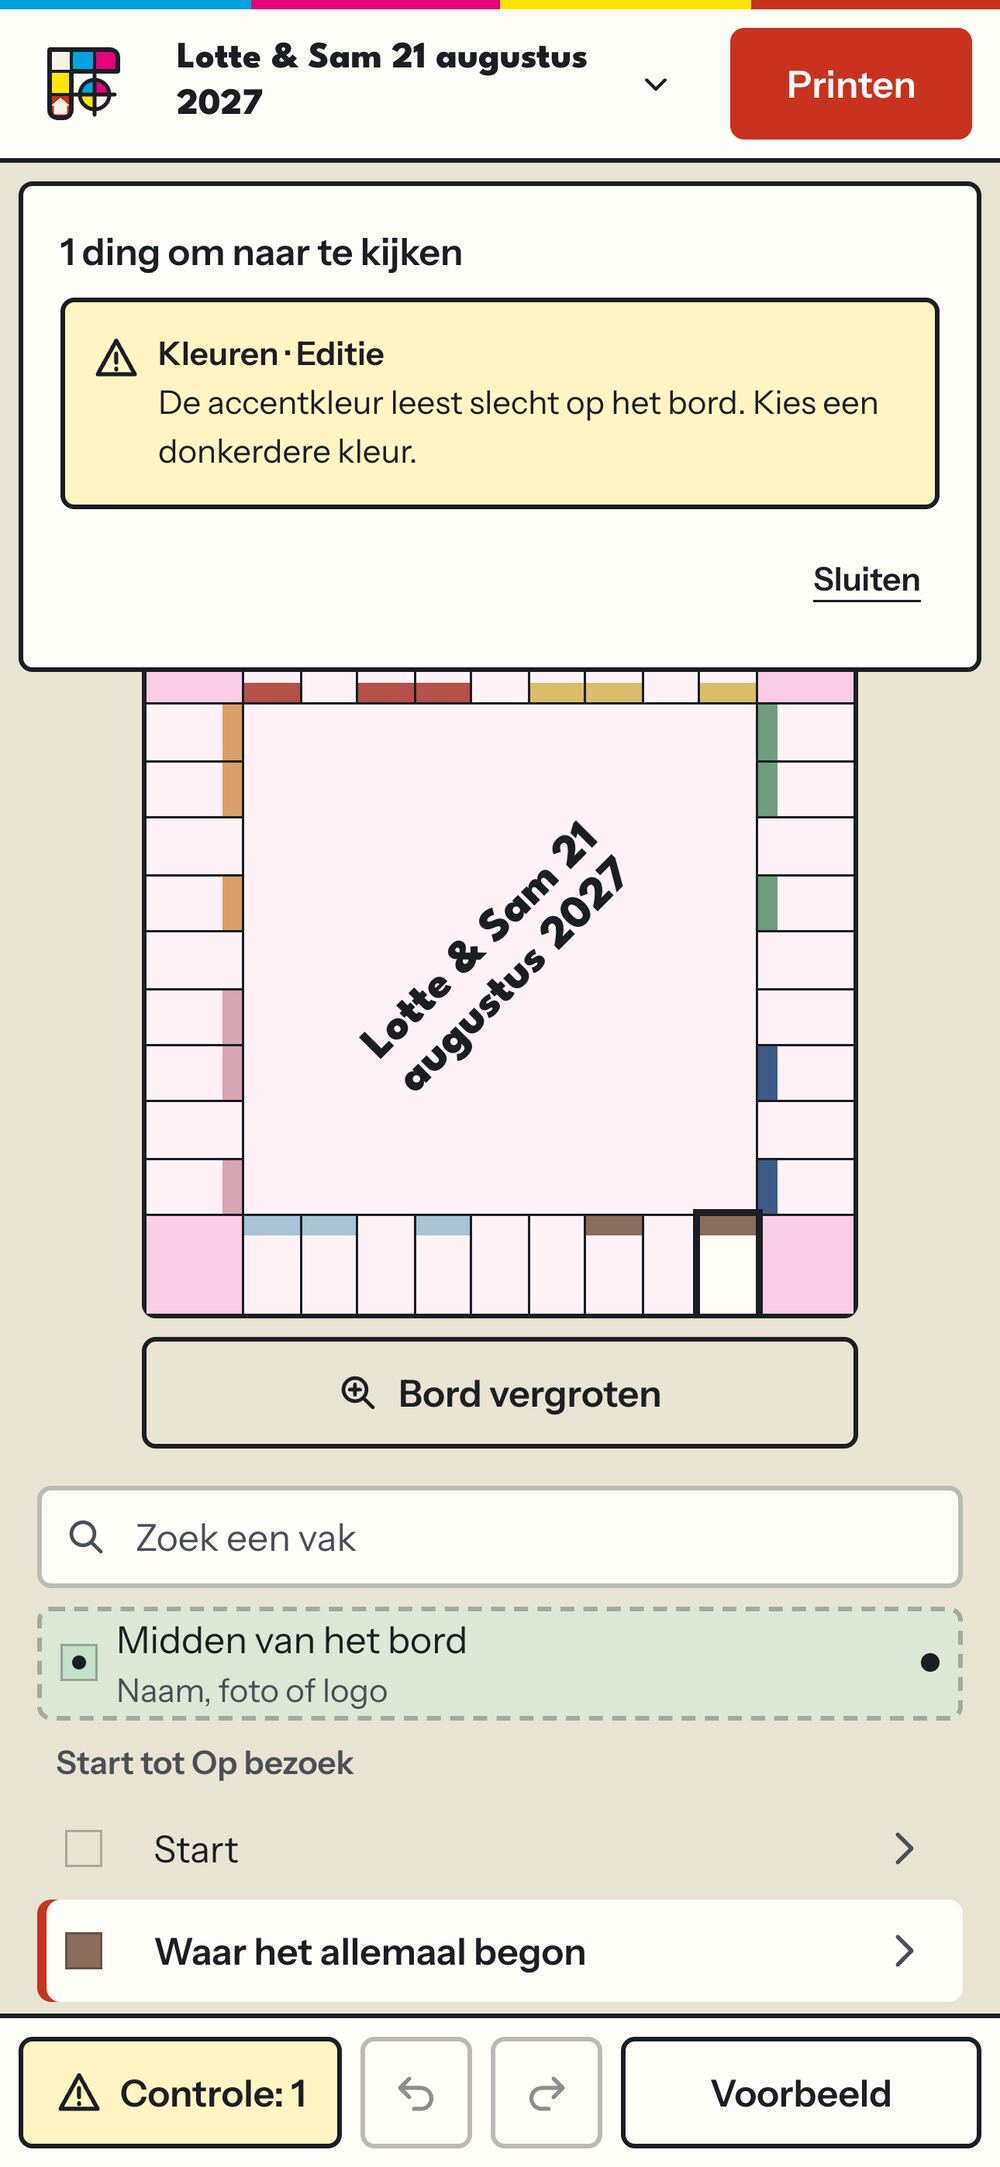 Lotte & Sam 21 augustus
2027
Printen
1 ding om naar te kijken
Kleuren · Editie
De accentkleur leest slecht op het bord. Kies een
donkerdere kleur.
Sluiten
Lotte & Sam 21
augustus 2027
Bord vergroten
Zoek een vak
Midden van het bord
Naam, foto of logo
Start tot Op bezoek
Start
Waar het allemaal begon
Controle: 1
Voorbeeld